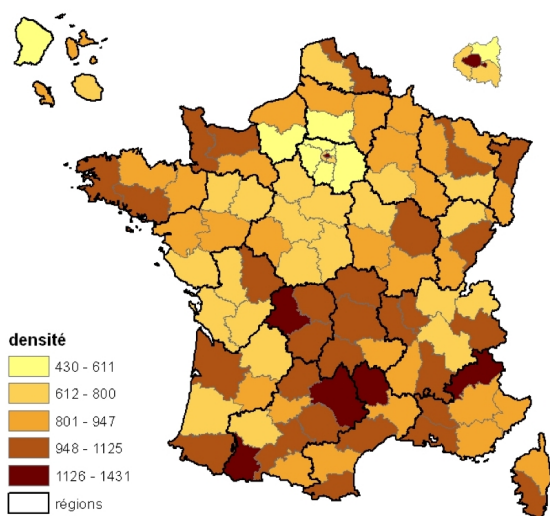 densité
430 - 611
612 - 800
801 - 947
948 - 1125
1126 - 1431
régions